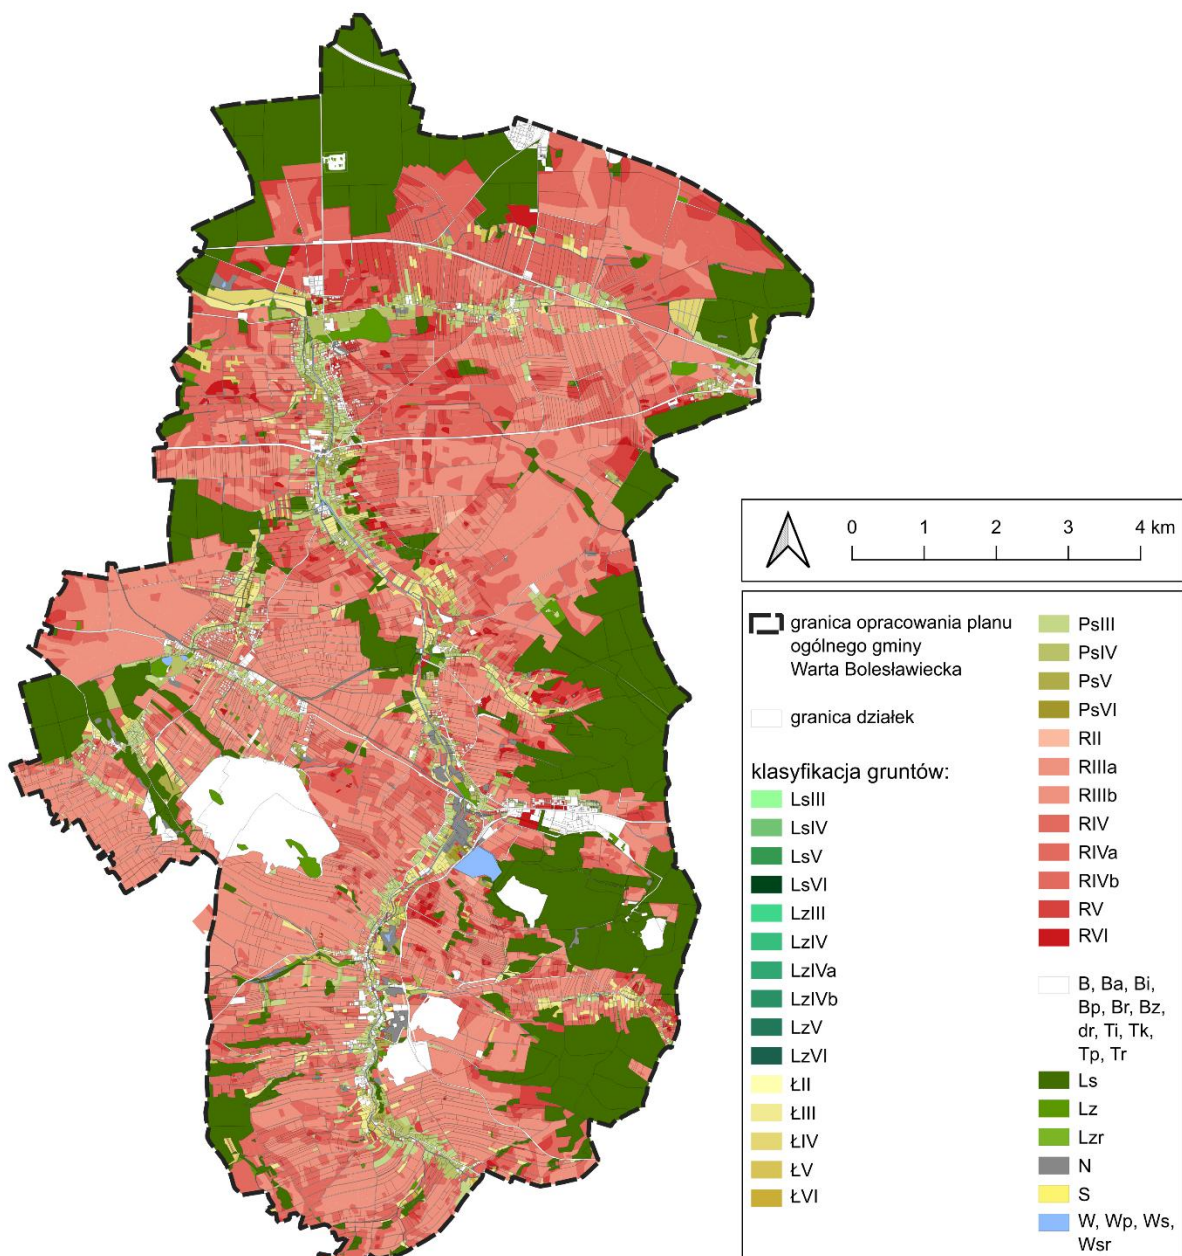 0 1 2 3 4 km
granica opracowania planu
ogólnego gminy
Warta Bolesławiecka
granica działek
klasyfikacja gruntów:
LsIII
LsIV
LsV
LsVI
LzIII
LzIV
LzIVa
LzIVb
LzV
LzVI
ŁII
ŁIII
ŁIV
ŁV
ŁVI
PsIII
PsIV
PsV
PsVI
RII
RIIIa
RIIIb
RIV
RIVa
RIVb
RV
RVI
B, Ba, Bi,
Bp, Br, Bz,
dr, Ti, Tk,
Tp, Tr
Ls
Lz
Lzr
N
S
W, Wp, Ws,
Wsr